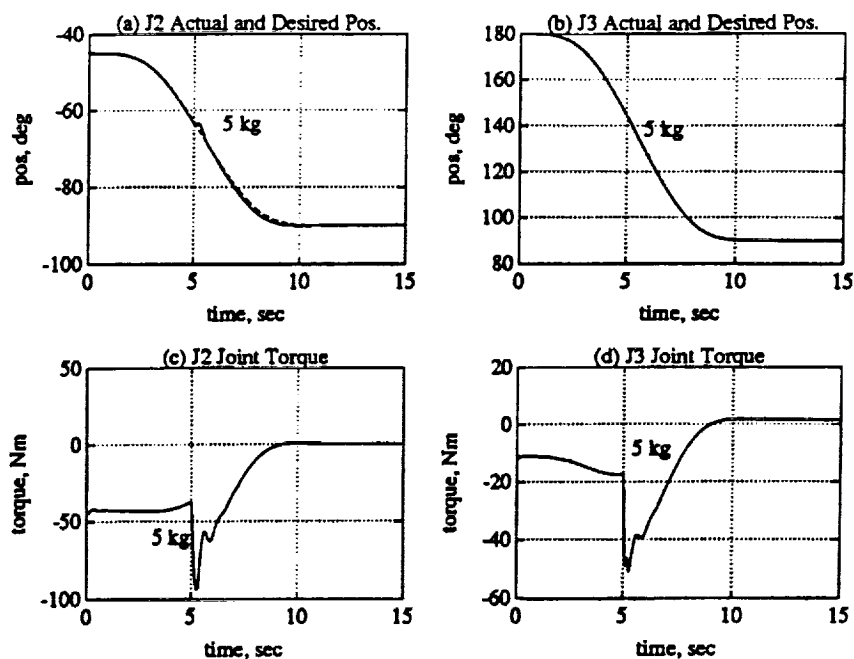 (a) J2 Actual and Desired Pos.
-40
-60
-80
-100
pos, deg
5 kg
0 5 10 15
time, sec
(b) J3 Actual and Desired Pos.
180
160
140
120
100
80
pos, deg
5 kg
0 5 10 15
time, sec
(c) J2 Joint Torque
50
0
-50
-100
torque, Nm
5 kg
0 5 10 15
time, sec
(d) J3 Joint Torque
20
0
-20
-40
-60
torque, Nm
5 kg
0 5 10 15
time, sec